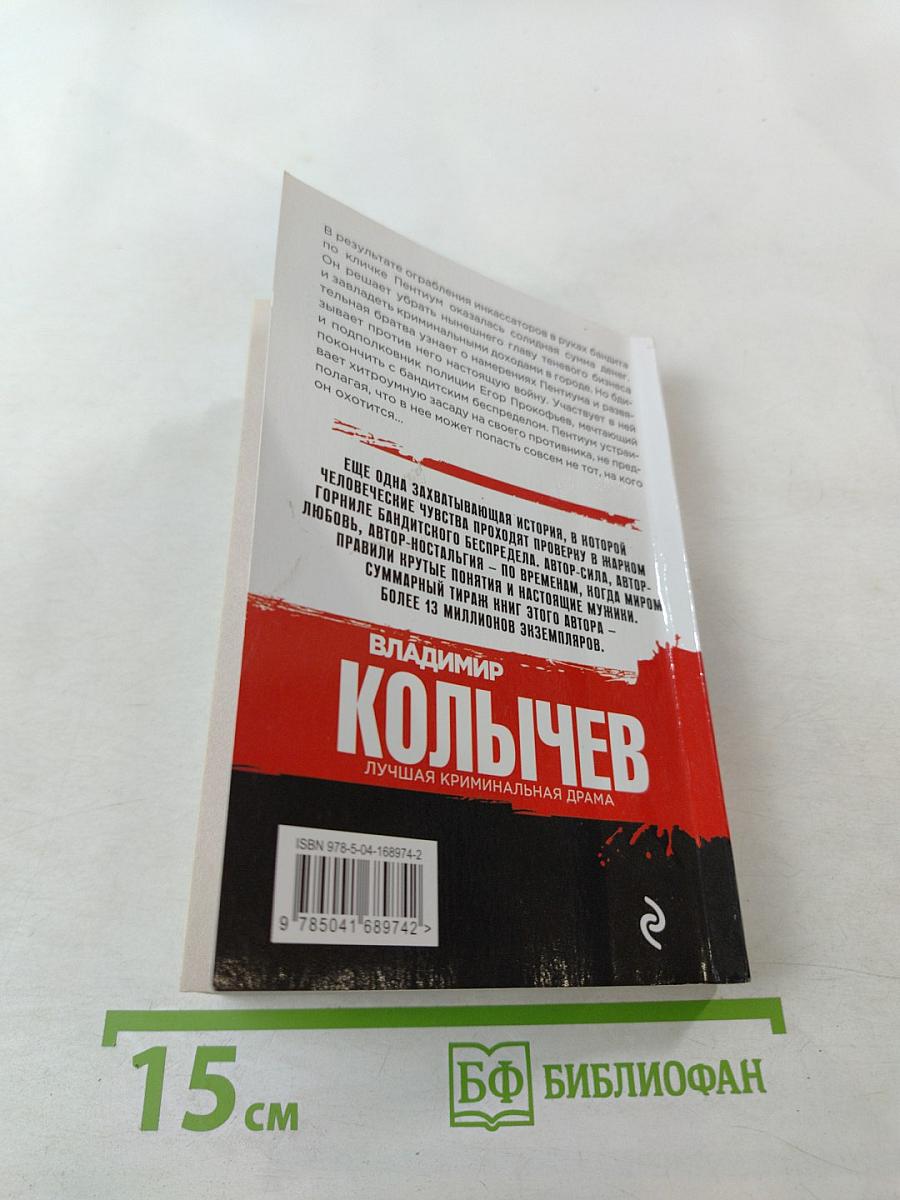 В результате ограбления инкассаторов в руках бандита
по кличке Пентиум оказалась солидная сумма денег.
Он решает убрать нынешнего главу теневого бизнеса
и завладеть криминальными доходами в городе. Но бди-
тельная братва узнает о намерениях Пентиума и развя-
зывает против него настоящую войну. Участвует в ней
и подполковник полиции Егор Прокофьев, мечтающий
покончить с бандитским беспределом. Пентиум устраи-
вает хитроумную засаду на своего противника, не пред-
полагая, что в нее может попасть совсем не тот, на кого
он охотится...
ЕЩЕ ОДНА ЗАХВАТЫВАЮЩАЯ ИСТОРИЯ, В КОТОРОЙ
ЧЕЛОВЕЧЕСКИЕ ЧУВСТВА ПРОХОДЯТ ПРОВЕРКУ В ЖАРКОМ
ГОРНИЛЕ БАНДИТСКОГО БЕСПРЕДЕЛА. АВТОР-СИЛА, АВТОР-
ЛЮБОВЬ, АВТОР-НОСТАЛЬГИЯ – ПО ВРЕМЕНАМ, КОГДА МИРОМ
ПРАВИЛИ КРУТЫЕ ПОНЯТИЯ И НАСТОЯЩИЕ МУЖИКИ.
СУММАРНЫЙ ТИРАЖ КНИГ ЭТОГО АВТОРА –
БОЛЕЕ 13 МИЛЛИОНОВ ЭКЗЕМПЛЯРОВ.
ВЛАДИМИР
КОЛЫЧЕВ
ЛУЧШАЯ КРИМИНАЛЬНАЯ ДРАМА
ISBN 978-5-04-168974-2
9 785041 689742 >
15 см
БФ БИБЛИОФАН